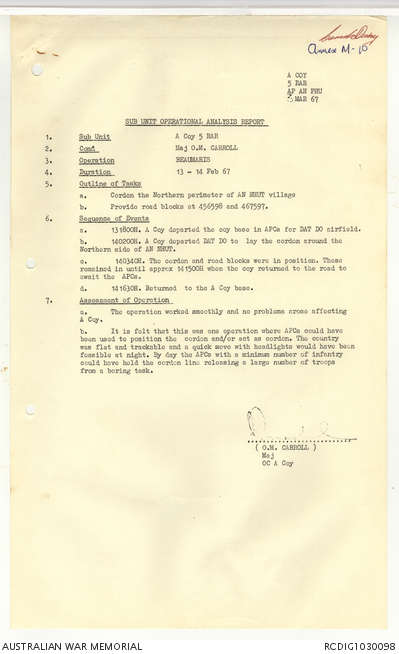 Annex M-10
A COY
5 RAR
AP AN PHU
5 MAR 67
SUB UNIT OPERATIONAL ANALYSIS REPORT
1. Sub Unit A Coy 5 RAR
2. Comd Maj O.M. CARROLL
3. Operation BEAUMARIS
4. Duration 13 - 14 Feb 67
5. Outline of Tasks
a. Cordon the Northern perimeter of AN NHUT village
b. Provide road blocks at 456598 and 467597.
6. Sequence of Events
a. 131800H. A Coy departed the coy base in APCs for DAT DO airfield.
b. 140200H. A Coy departed DAT DO to lay the cordon around the
Northern side of AN NHUT.
c. 140340H. The cordon and road blocks were in position. These
remained in until approx 141500H when the coy returned to the road to
await the APCs.
d. 141630H. Returned to the A Coy base.
7. Assessment of Operation
a. The operation worked smoothly and no problems arose affecting
A Coy.
b. It is felt that this was one operation where APCs could have
been used to position the cordon and/or act as cordon. The country
was flat and trackable and a quick move with headlights would have been
feasible at night. By day the APCs with a minimum number of infantry
could have held the cordon line releasing a large number of troops
from a boring task.
( O.M. CARROLL )
Maj
OC A Coy
AUSTRALIAN WAR MEMORIAL
RCDIG1030098